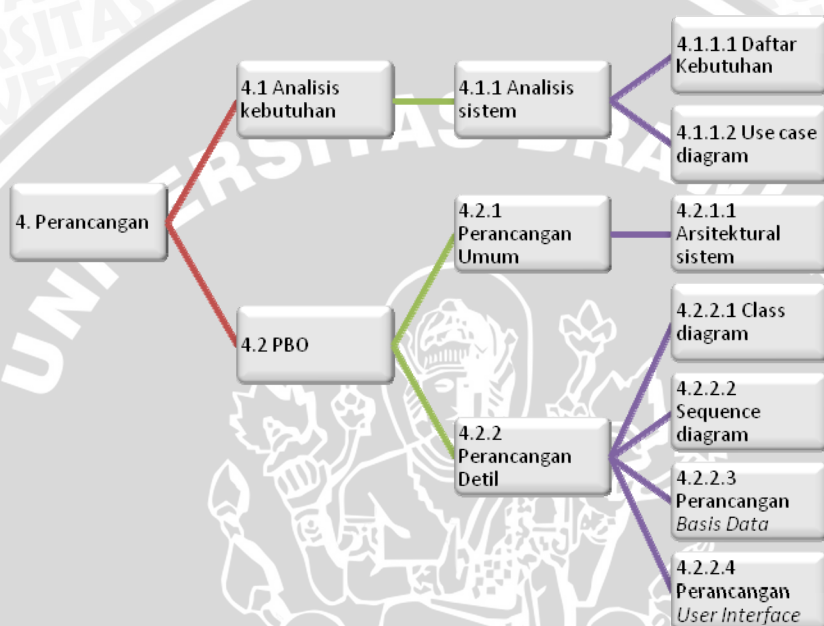 4. Perancangan
4.1 Analisis
kebutuhan
4.1.1 Analisis
sistem
4.1.1.1 Daftar
Kebutuhan
4.1.1.2 Use case
diagram
4.2 PBO
4.2.1
Perancangan
Umum
4.2.1.1
Arsitektural
sistem
4.2.2
Perancangan
Detil
4.2.2.1 Class
diagram
4.2.2.2
Sequence
diagram
4.2.2.3
Perancangan
Basis Data
4.2.2.4
Perancangan
User Interface